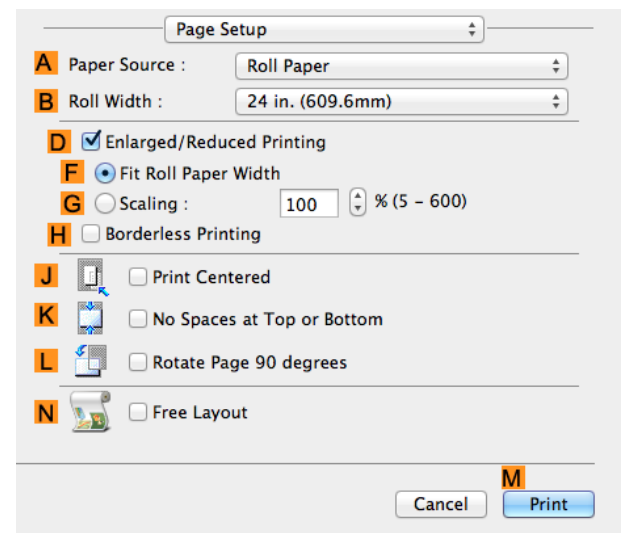 Page Setup
A Paper Source : Roll Paper
B Roll Width : 24 in. (609.6mm)
D Enlarged/Reduced Printing
F Fit Roll Paper Width
G Scaling : 100 % (5 - 600)
H Borderless Printing
J Print Centered
K No Spaces at Top or Bottom
L Rotate Page 90 degrees
N Free Layout
M
Cancel Print